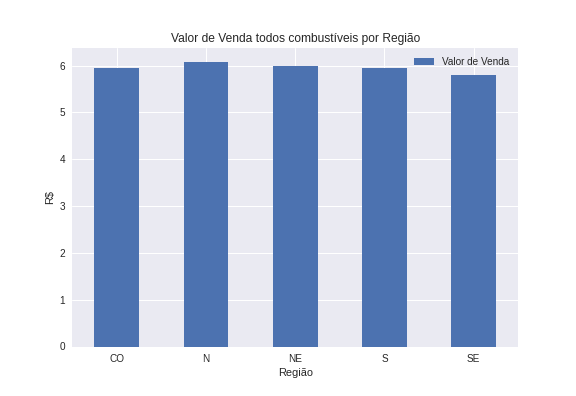 Valor de Venda todos combustíveis por Região
Valor de Venda
R$
6
5
4
3
2
1
0
CO N NE S SE
Região